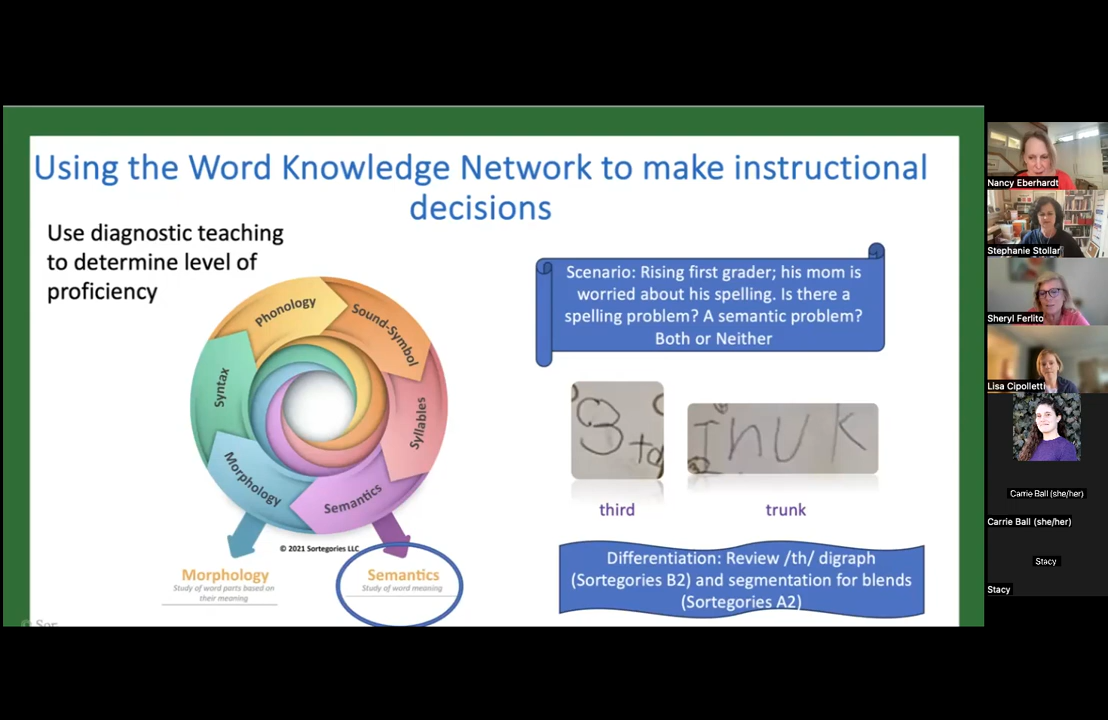 Using the Word Knowledge Network to make instructional
decisions
Use diagnostic teaching
to determine level of
proficiency
Phonology
Sound-Symbol
Syllables
Semantics
Morphology
Syntax
© 2021 Sortegories LLC
Morphology
Study of word parts based on
their meaning
Semantics
Study of word meaning
Scenario: Rising first grader; his mom is
worried about his spelling. Is there a
spelling problem? A semantic problem?
Both or Neither
3td
InUK
third
trunk
Differentiation: Review /th/ digraph
(Sortegories B2) and segmentation for blends
(Sortegories A2)
Nancy Eberhardt
Stephanie Stollar
Sheryl Ferlito
Lisa Cipolletti
Carrie Ball (she/her)
Carrie Ball (she/her)
Stacy
Stacy